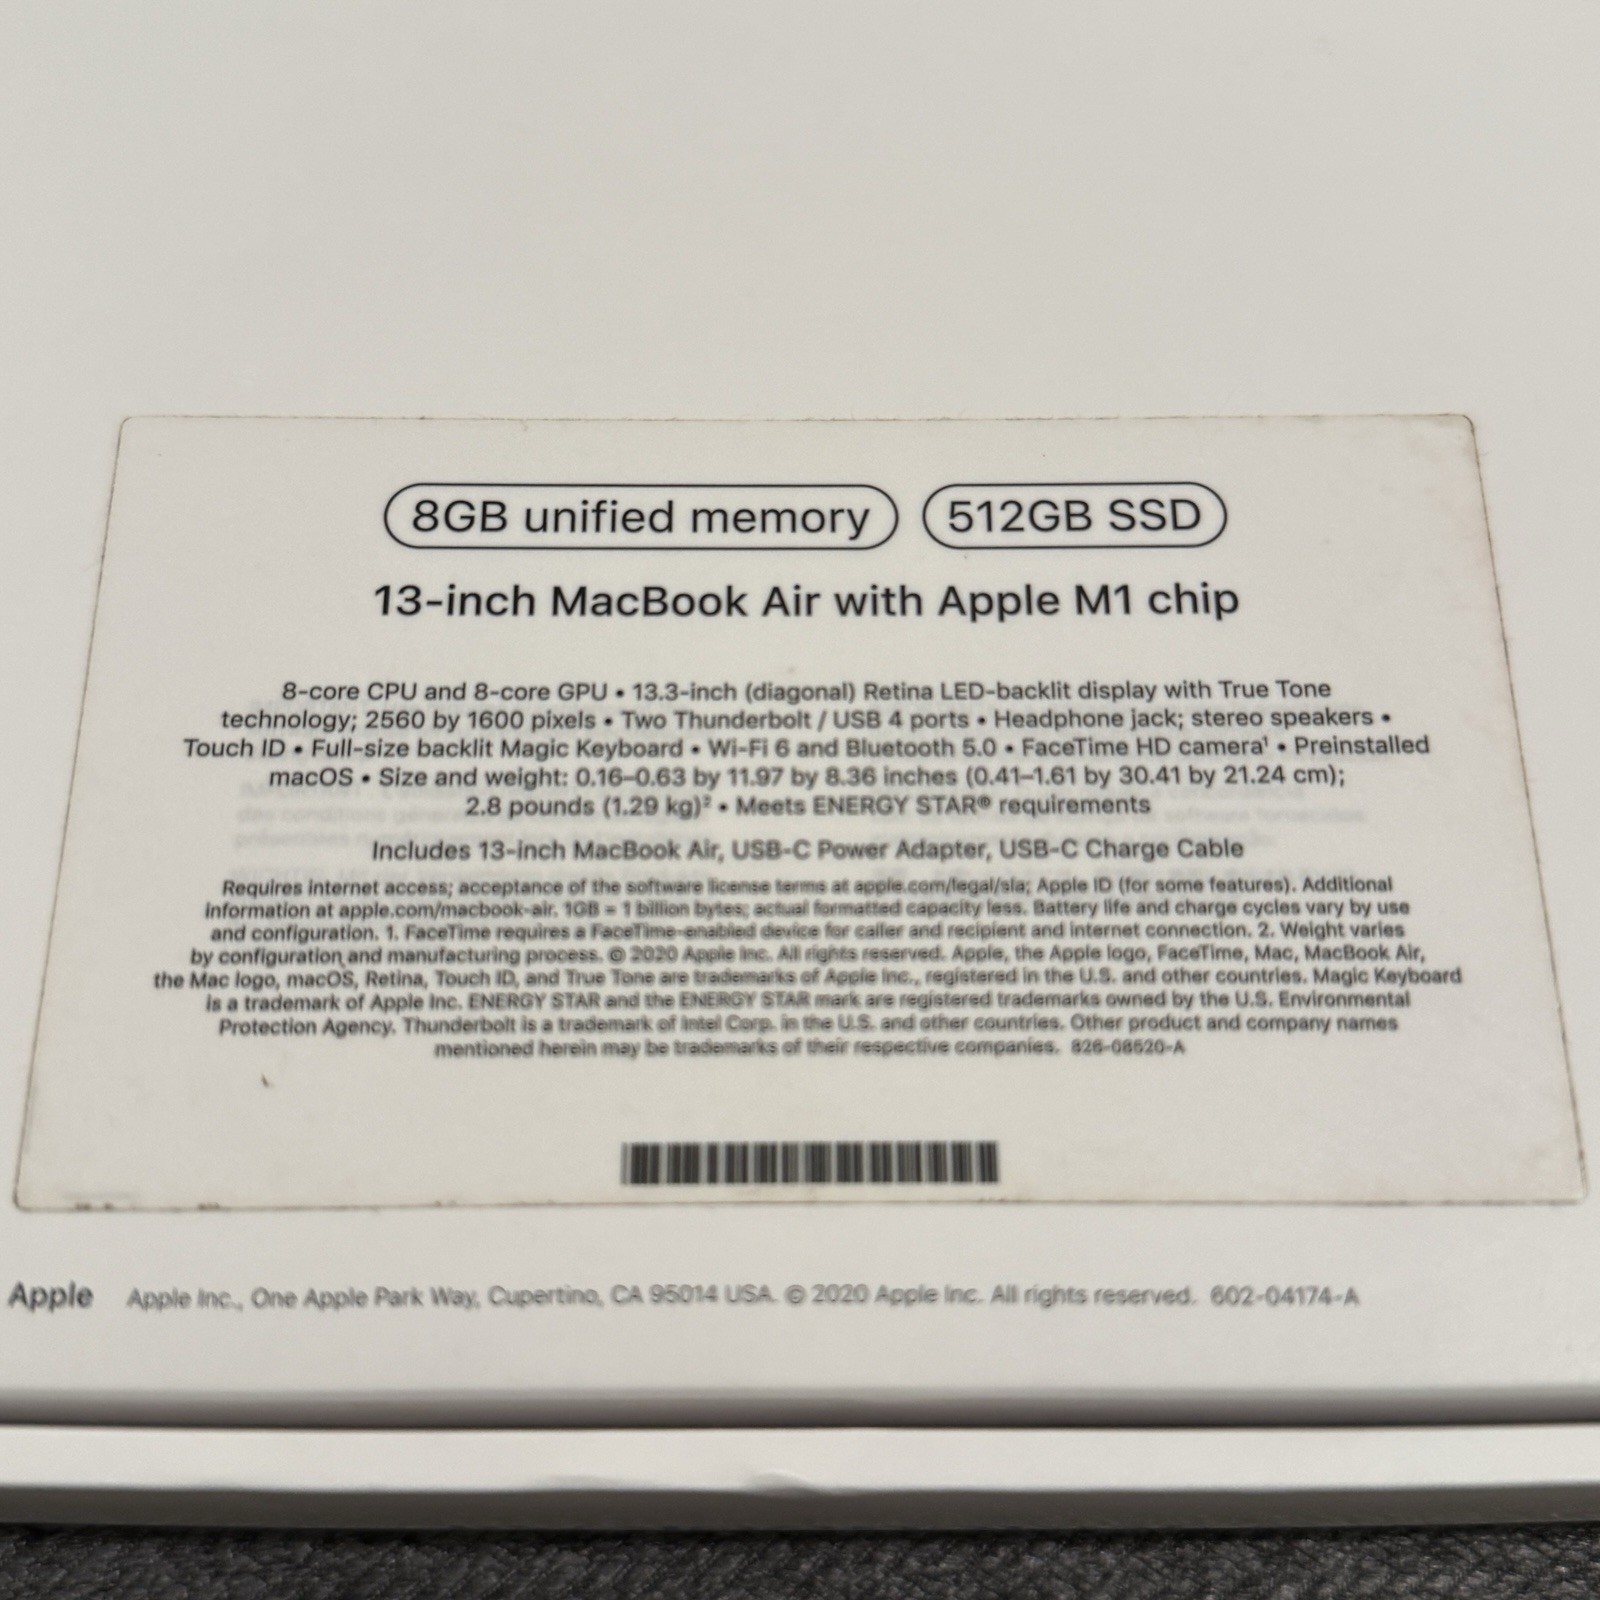 8GB unified memory 512GB SSD
13-inch MacBook Air with Apple M1 chip
8-core CPU and 8-core GPU • 13.3-inch (diagonal) Retina LED-backlit display with True Tone
technology; 2560 by 1600 pixels • Two Thunderbolt / USB 4 ports • Headphone jack; stereo speakers •
Touch ID • Full-size backlit Magic Keyboard • Wi-Fi 6 and Bluetooth 5.0 • FaceTime HD camera¹ • Preinstalled
macOS • Size and weight: 0.16–0.63 by 11.97 by 8.36 inches (0.41–1.61 by 30.41 by 21.24 cm);
2.8 pounds (1.29 kg)² • Meets ENERGY STAR® requirements
Includes 13-inch MacBook Air, USB-C Power Adapter, USB-C Charge Cable
Requires internet access; acceptance of the software license terms at apple.com/legal/sla; Apple ID (for some features). Additional
information at apple.com/macbook-air. 1GB = 1 billion bytes; actual formatted capacity less. Battery life and charge cycles vary by use
and configuration. 1. FaceTime requires a FaceTime-enabled device for caller and recipient and internet connection. 2. Weight varies
by configuration and manufacturing process. © 2020 Apple Inc. All rights reserved. Apple, the Apple logo, FaceTime, Mac, MacBook Air,
the Mac logo, macOS, Retina, Touch ID, and True Tone are trademarks of Apple Inc., registered in the U.S. and other countries. Magic Keyboard
is a trademark of Apple Inc. ENERGY STAR and the ENERGY STAR mark are registered trademarks owned by the U.S. Environmental
Protection Agency. Thunderbolt is a trademark of Intel Corp. in the U.S. and other countries. Other product and company names
mentioned herein may be trademarks of their respective companies. 826-08520-A
Apple Apple Inc., One Apple Park Way, Cupertino, CA 95014 USA. © 2020 Apple Inc. All rights reserved. 602-04174-A